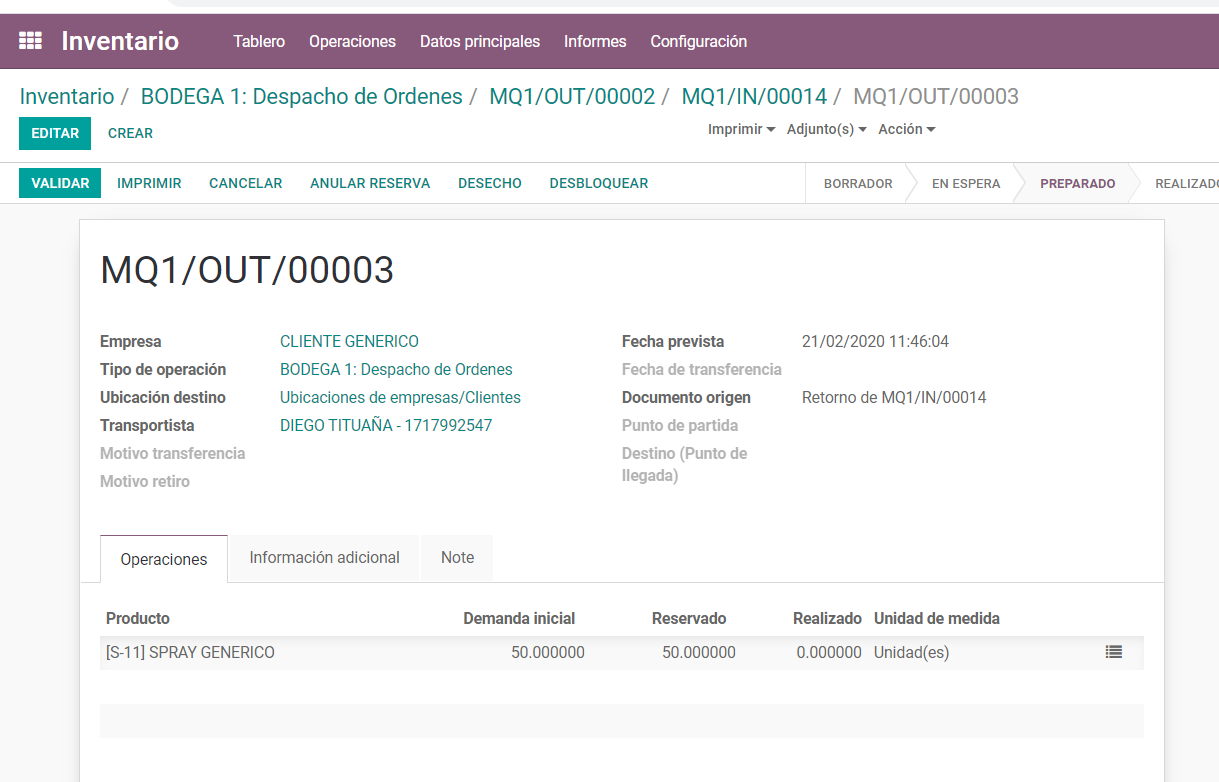 Inventario Tablero Operaciones Datos principales Informes Configuración
Inventario / BODEGA 1: Despacho de Ordenes / MQ1/OUT/00002 / MQ1/IN/00014 / MQ1/OUT/00003
EDITAR CREAR Imprimir Adjunto(s) Acción
VALIDAR IMPRIMIR CANCELAR ANULAR RESERVA DESECHO DESBLOQUEAR BORRADOR EN ESPERA PREPARADO REALIZADO
MQ1/OUT/00003
Empresa CLIENTE GENERICO Fecha prevista 21/02/2020 11:46:04
Tipo de operación BODEGA 1: Despacho de Ordenes Fecha de transferencia
Ubicación destino Ubicaciones de empresas/Clientes Documento origen Retorno de MQ1/IN/00014
Transportista DIEGO TITUAÑA - 1717992547 Punto de partida
Motivo transferencia Destino (Punto de
llegada)
Motivo retiro
Operaciones Información adicional Note
Producto Demanda inicial Reservado Realizado Unidad de medida
[S-11] SPRAY GENERICO 50.000000 50.000000 0.000000 Unidad(es)